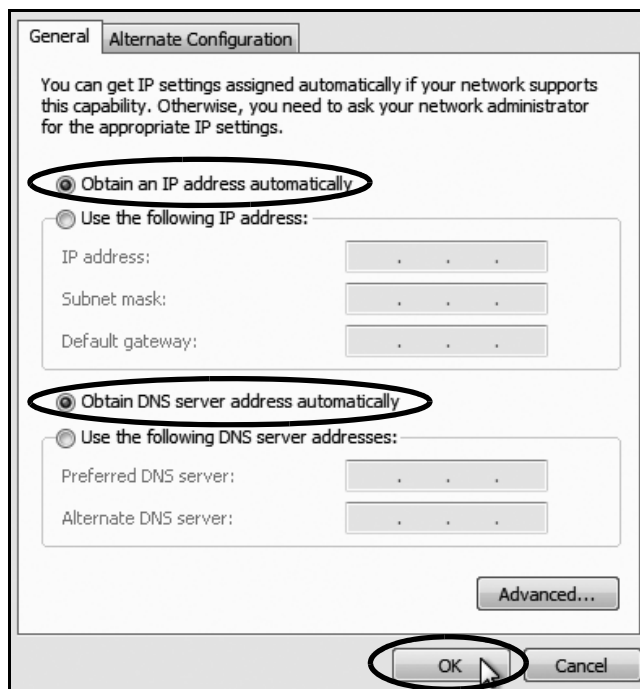 General
Alternate Configuration
You can get IP settings assigned automatically if your network supports
this capability. Otherwise, you need to ask your network administrator
for the appropriate IP settings.
Obtain an IP address automatically
Use the following IP address:
IP address:
Subnet mask:
Default gateway:
Obtain DNS server address automatically
Use the following DNS server addresses:
Preferred DNS server:
Alternate DNS server:
Advanced...
OK
Cancel